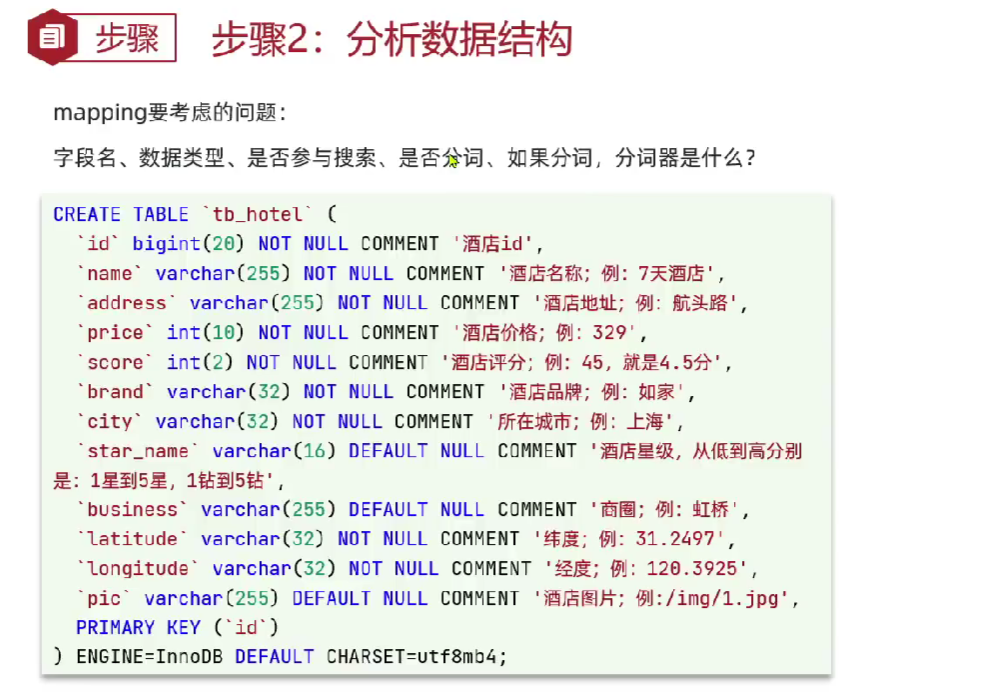 步骤 步骤2：分析数据结构
mapping要考虑的问题：
字段名、数据类型、是否参与搜索、是否分词、如果分词，分词器是什么？
CREATE TABLE `tb_hotel` (
  `id` bigint(20) NOT NULL COMMENT '酒店id',
  `name` varchar(255) NOT NULL COMMENT '酒店名称；例：7天酒店',
  `address` varchar(255) NOT NULL COMMENT '酒店地址；例：航头路',
  `price` int(10) NOT NULL COMMENT '酒店价格；例：329',
  `score` int(2) NOT NULL COMMENT '酒店评分；例：45，就是4.5分',
  `brand` varchar(32) NOT NULL COMMENT '酒店品牌；例：如家',
  `city` varchar(32) NOT NULL COMMENT '所在城市；例：上海',
  `star_name` varchar(16) DEFAULT NULL COMMENT '酒店星级，从低到高分别
是：1星到5星，1钻到5钻',
  `business` varchar(255) DEFAULT NULL COMMENT '商圈；例：虹桥',
  `latitude` varchar(32) NOT NULL COMMENT '纬度；例：31.2497',
  `longitude` varchar(32) NOT NULL COMMENT '经度；例：120.3925',
  `pic` varchar(255) DEFAULT NULL COMMENT '酒店图片；例:/img/1.jpg',
  PRIMARY KEY (`id`)
) ENGINE=InnoDB DEFAULT CHARSET=utf8mb4;